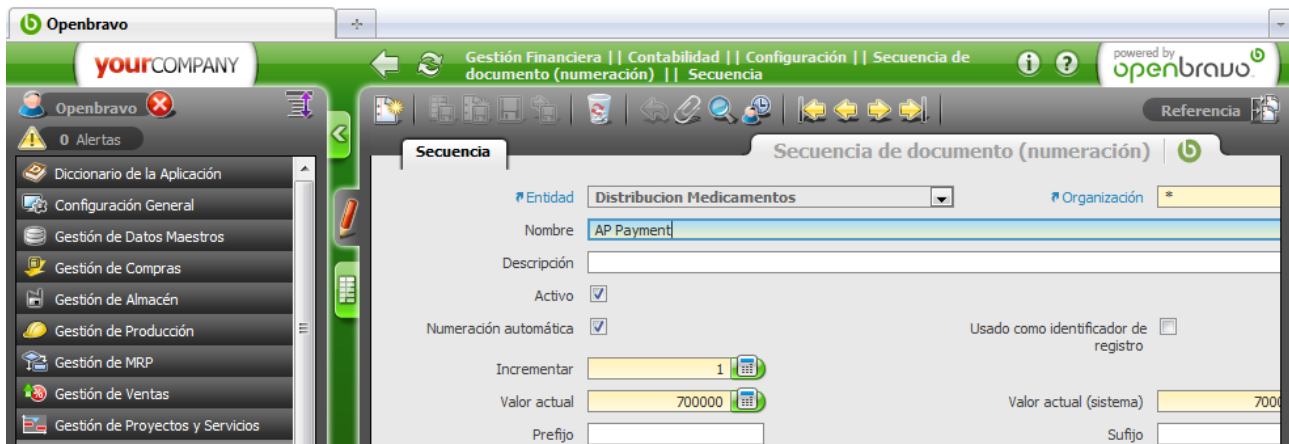 Openbravo
yourCOMPANY
Gestión Financiera || Contabilidad || Configuración || Secuencia de
documento (numeración) || Secuencia
powered by
openbravo
Openbravo
Referencia
0 Alertas
Secuencia
Secuencia de documento (numeración)
Diccionario de la Aplicación
Configuración General
Gestión de Datos Maestros
Gestión de Compras
Gestión de Almacén
Gestión de Producción
Gestión de MRP
Gestión de Ventas
Gestión de Proyectos y Servicios
Entidad Distribucion Medicamentos Organización *
Nombre AP Payment
Descripción
Activo
Numeración automática Usado como identificador de
registro
Incrementar 1
Valor actual 700000 Valor actual (sistema)
Prefijo Sufijo